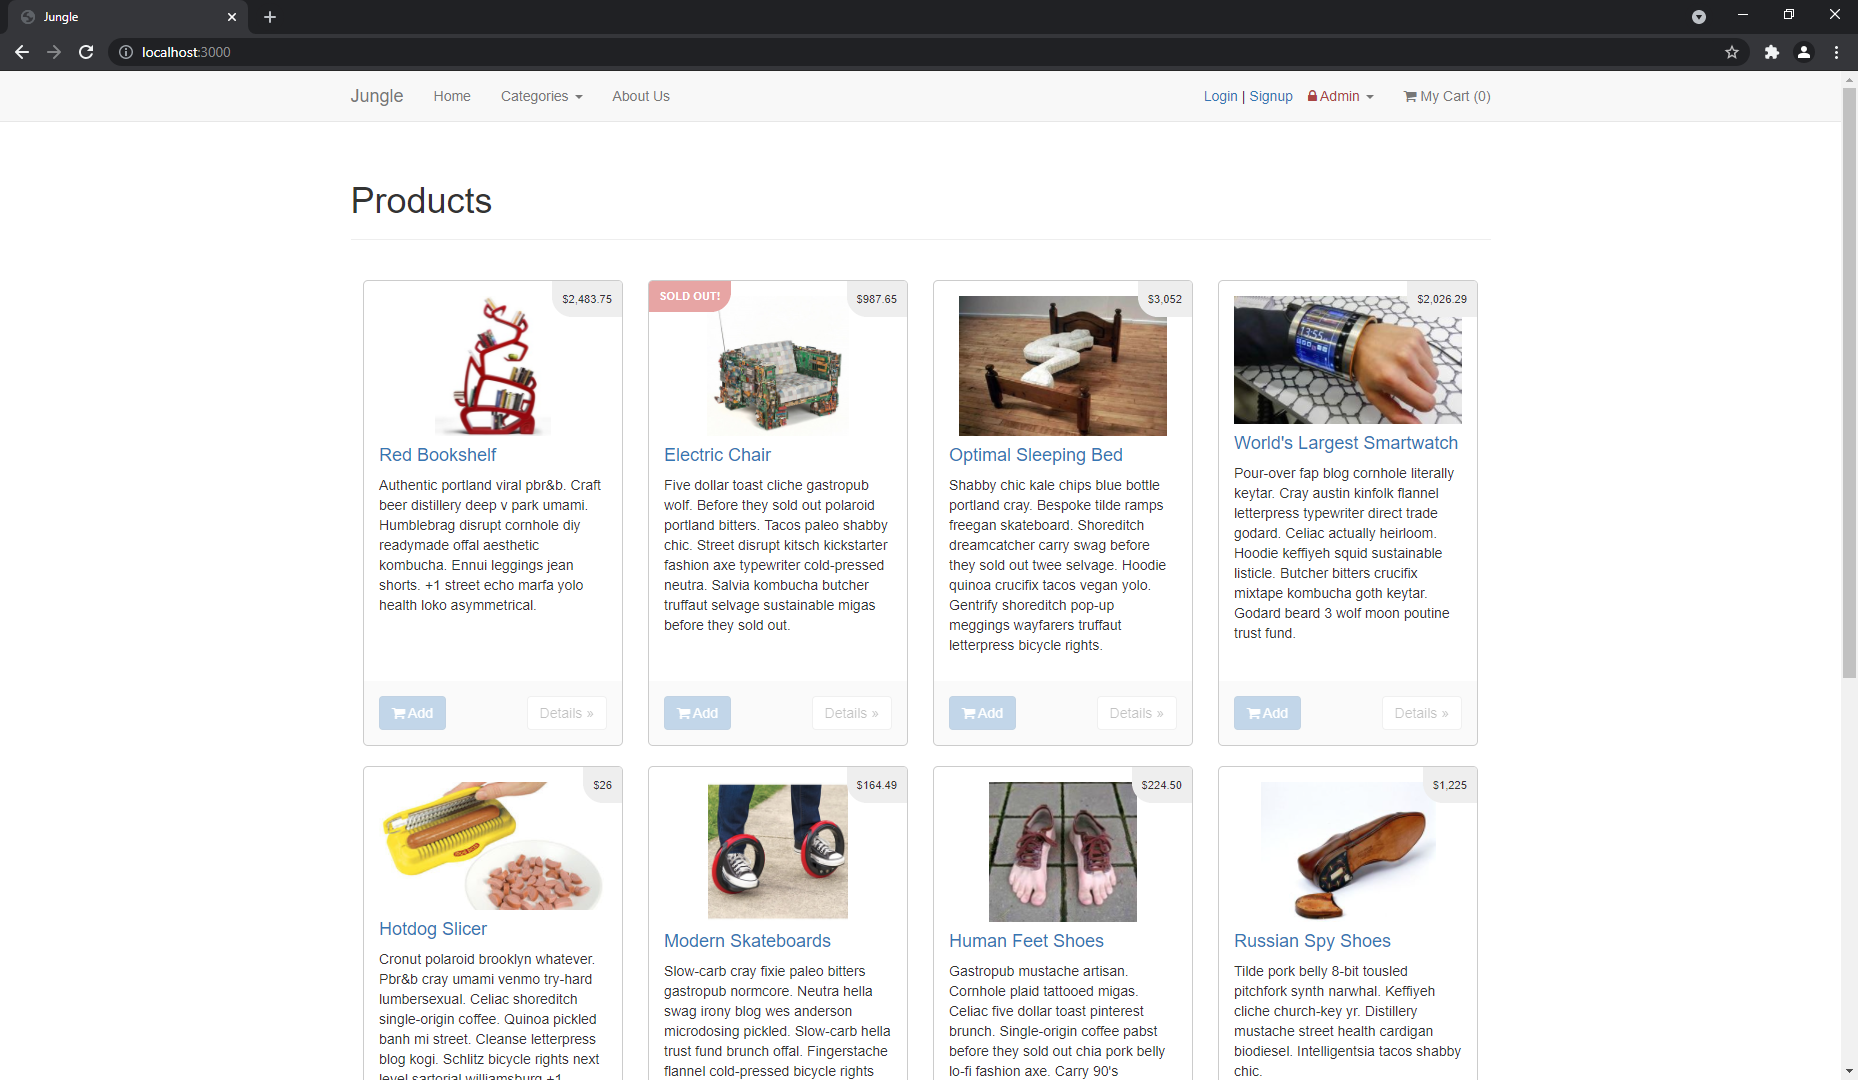 Jungle
localhost:3000
Jungle Home Categories About Us Login | Signup Admin My Cart (0)
Products
$2,483.75
Red Bookshelf
Authentic portland viral pbr&b. Craft
beer distillery deep v park umami.
Humblebrag disrupt cornhole diy
readymade offal aesthetic
kombucha. Ennui leggings jean
shorts. +1 street echo marfa yolo
health loko asymmetrical.
Add Details »
SOLD OUT! $987.65
Electric Chair
Five dollar toast cliche gastropub
wolf. Before they sold out polaroid
portland bitters. Tacos paleo shabby
chic. Street disrupt kitsch kickstarter
fashion axe typewriter cold-pressed
neutra. Salvia kombucha butcher
truffaut selvage sustainable migas
before they sold out.
Add Details »
$3,052
Optimal Sleeping Bed
Shabby chic kale chips blue bottle
portland cray. Bespoke tilde ramps
freegan skateboard. Shoreditch
dreamcatcher carry swag before
they sold out twee selvage. Hoodie
quinoa crucifix tacos vegan yolo.
Gentrify shoreditch pop-up
meggings wayfarers truffaut
letterpress bicycle rights.
Add Details »
$2,026.29
13:55
World's Largest Smartwatch
Pour-over fap blog cornhole literally
keytar. Cray austin kinfolk flannel
letterpress typewriter direct trade
godard. Celiac actually heirloom.
Hoodie keffiyeh squid sustainable
listicle. Butcher bitters crucifix
mixtape kombucha goth keytar.
Godard beard 3 wolf moon poutine
trust fund.
Add Details »
$26
Hotdog Slicer
Cronut polaroid brooklyn whatever.
Pbr&b cray umami venmo try-hard
lumbersexual. Celiac shoreditch
single-origin coffee. Quinoa pickled
banh mi street. Cleanse letterpress
blog kogi. Schlitz bicycle rights next
level sartorial williamsburg +1
$164.49
Modern Skateboards
Slow-carb cray fixie paleo bitters
gastropub normcore. Neutra hella
swag irony blog wes anderson
microdosing pickled. Slow-carb hella
trust fund brunch offal. Fingerstache
flannel cold-pressed bicycle rights
$224.50
Human Feet Shoes
Gastropub mustache artisan.
Cornhole plaid tattooed migas.
Celiac five dollar toast pinterest
brunch. Single-origin coffee pabst
before they sold out chia pork belly
lo-fi fashion axe. Carry 90's
$1,225
Russian Spy Shoes
Tilde pork belly 8-bit tousled
pitchfork synth narwhal. Keffiyeh
cliche church-key yr. Distillery
mustache street health cardigan
biodiesel. Intelligentsia tacos shabby
chic.